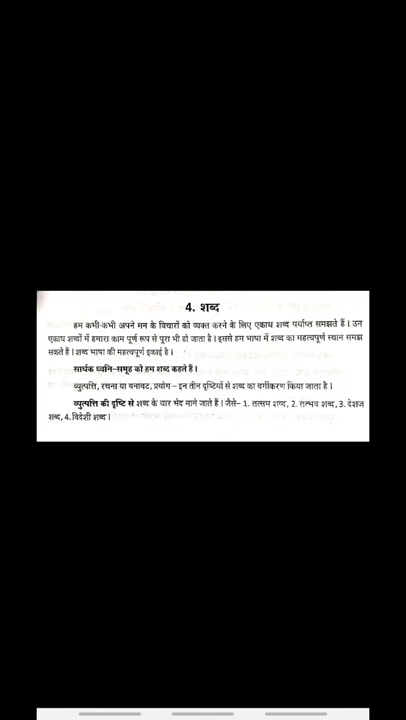 4. शब्द
हम कभी-कभी अपने मन के विचारों को व्यक्त करने के लिए एकाध शब्द पर्याप्त समझते हैं। उन
एकाध शब्दों में हमारा काम पूर्ण रूप से पूरा भी हो जाता है। इससे हम भाषा में शब्द का महत्वपूर्ण स्थान समझ
सकते हैं। शब्द भाषा की महत्वपूर्ण इकाई है।
सार्थक ध्वनि-समूह को हम शब्द कहते हैं।
व्युत्पत्ति, रचना या बनावट, प्रयोग – इन तीन दृष्टियों से शब्द का वर्गीकरण किया जाता है।
व्युत्पत्ति की दृष्टि से शब्द के चार भेद माने जाते हैं। जैसे– 1. तत्सम शब्द, 2. तद्भव शब्द, 3. देशज
शब्द, 4. विदेशी शब्द।